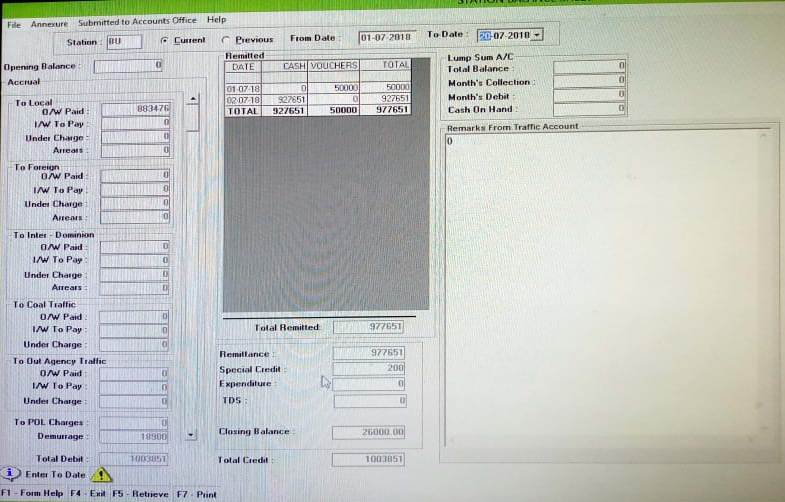 File Annexure Submitted to Accounts Office Help
Station : BU Current Previous From Date : 01-07-2018 To Date : 20-07-2018
Opening Balance : 0
Accrual
To Local
O/W Paid : 883476
I/W To Pay : 0
Under Charge : 0
Arrears : 0
To Foreign
O/W Paid : 0
I/W To Pay : 0
Under Charge : 0
Arrears : 0
To Inter - Dominion
O/W Paid : 0
I/W To Pay : 0
Under Charge : 0
Arrears : 0
To Coal Traffic
O/W Paid : 0
I/W To Pay : 0
Under Charge : 0
To Out Agency Traffic
O/W Paid : 0
I/W To Pay : 0
Under Charge : 0
To POL Charges : 0
Demurrage : 18900
Total Debit : 1003851
Remitted
DATE CASH VOUCHERS TOTAL
01-07-18 0 50000 50000
02-07-18 927651 0 927651
TOTAL 927651 50000 977651
Total Remitted: 977651
Remittance : 977651
Special Credit : 200
Expenditure : 0
TDS : 0
Closing Balance : 26000.00
Total Credit : 1003851
Lump Sum A/C
Total Balance : 0
Month's Collection : 0
Month's Debit : 0
Cash On Hand : 0
Remarks From Traffic Account
0
Enter To Date
F1 - Form Help F4 - Exit F5 - Retrieve F7 - Print